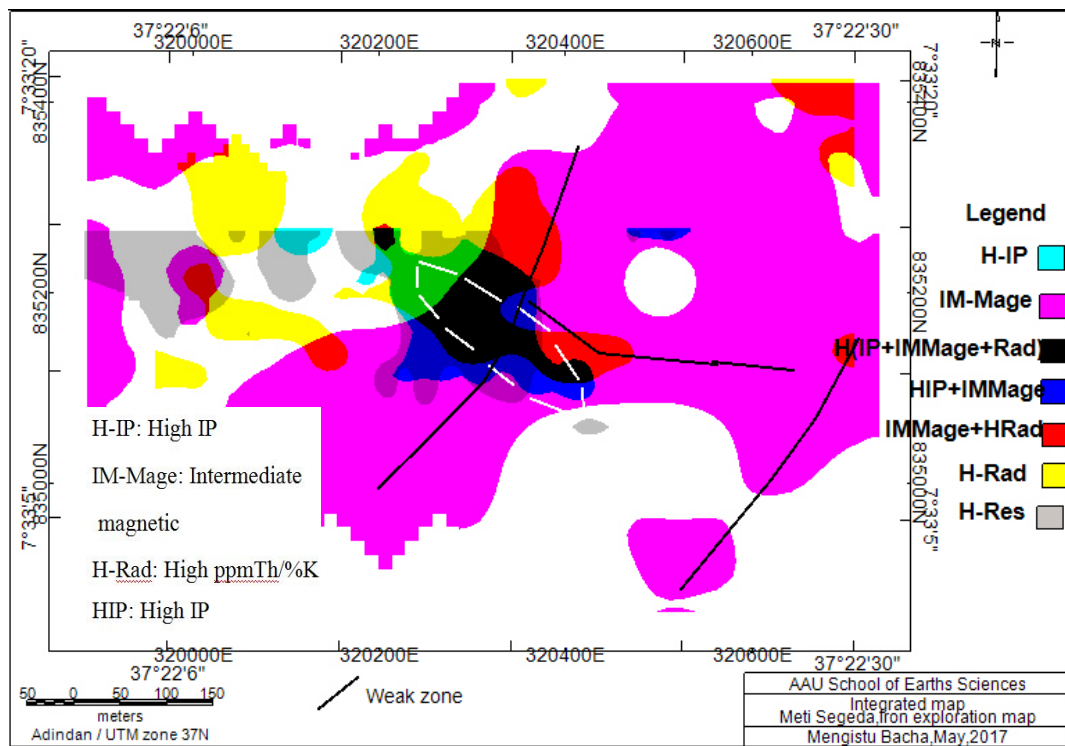 37°22'6"
37°22'30"
320000E
320200E
320400E
320600E
7°33'20"
835400N
835200N
835000N
7°33'5"
7°33'20"
835400N
835200N
835000N
7°33'5"
Legend
H-IP
IM-Mage
H(IP+IMMage+Rad)
HIP+IMMage
IMMage+HRad
H-Rad
H-Res
H-IP: High IP
IM-Mage: Intermediate
magnetic
H-Rad: High ppmTh/%K
HIP: High IP
320000E
320200E
320400E
320600E
37°22'6"
37°22'30"
50 0 50 100 150
meters
Adindan / UTM zone 37N
Weak zone
AAU School of Earths Sciences
Integrated map
Meti Segeda,Iron exploration map
Mengistu Bacha,May,2017